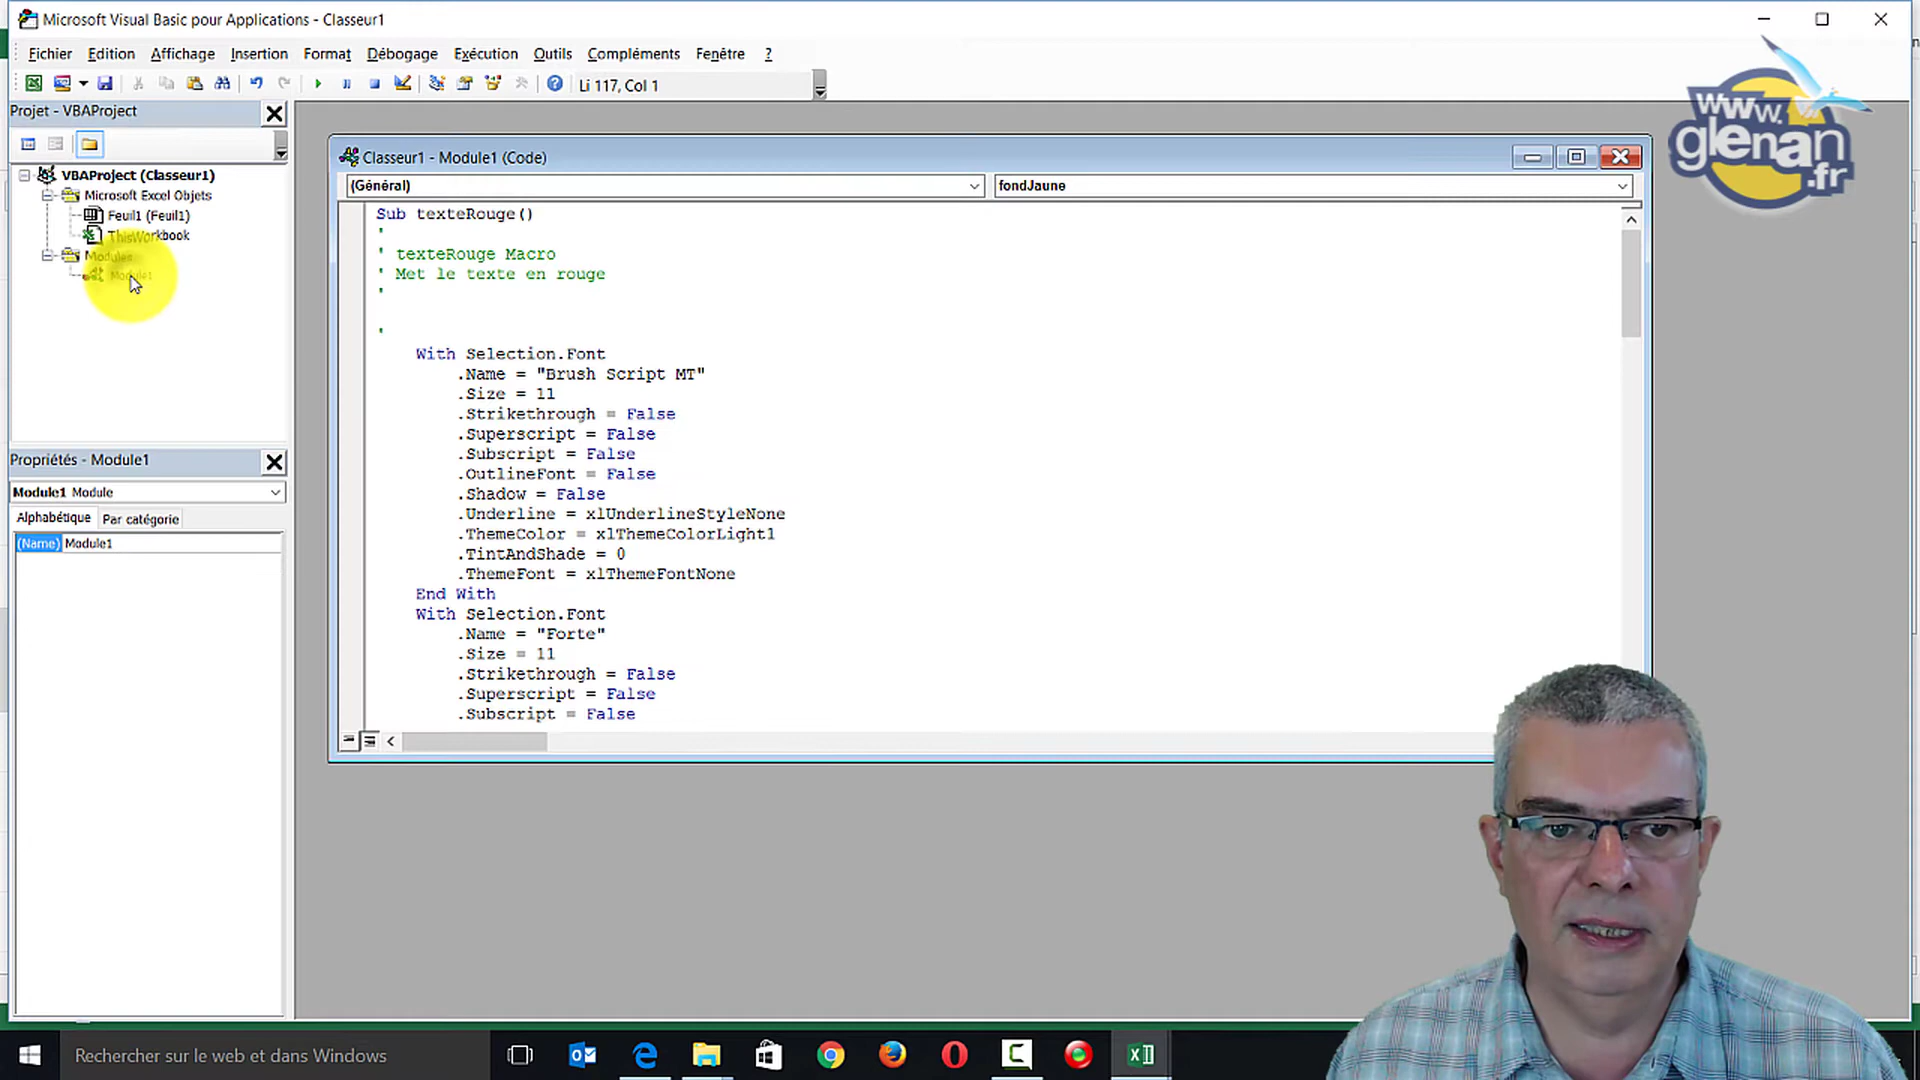 Microsoft Visual Basic pour Applications - Classeur1
Fichier Edition Affichage Insertion Format Débogage Exécution Outils Compléments Fenêtre ?
Li 117, Col 1
www.
glenan
.fr
Projet - VBAProject
VBAProject (Classeur1)
Microsoft Excel Objets
Feuil1 (Feuil1)
ThisWorkbook
Modules
Module1
Propriétés - Module1
Module1 Module
Alphabétique Par catégorie
(Name) Module1
Classeur1 - Module1 (Code)
(Général) fondJaune
Sub texteRouge()
'
' texteRouge Macro
' Met le texte en rouge
'
'
With Selection.Font
.Name = "Brush Script MT"
.Size = 11
.Strikethrough = False
.Superscript = False
.Subscript = False
.OutlineFont = False
.Shadow = False
.Underline = xlUnderlineStyleNone
.ThemeColor = xlThemeColorLight1
.TintAndShade = 0
.ThemeFont = xlThemeFontNone
End With
With Selection.Font
.Name = "Forte"
.Size = 11
.Strikethrough = False
.Superscript = False
.Subscript = False
Rechercher sur le web et dans Windows